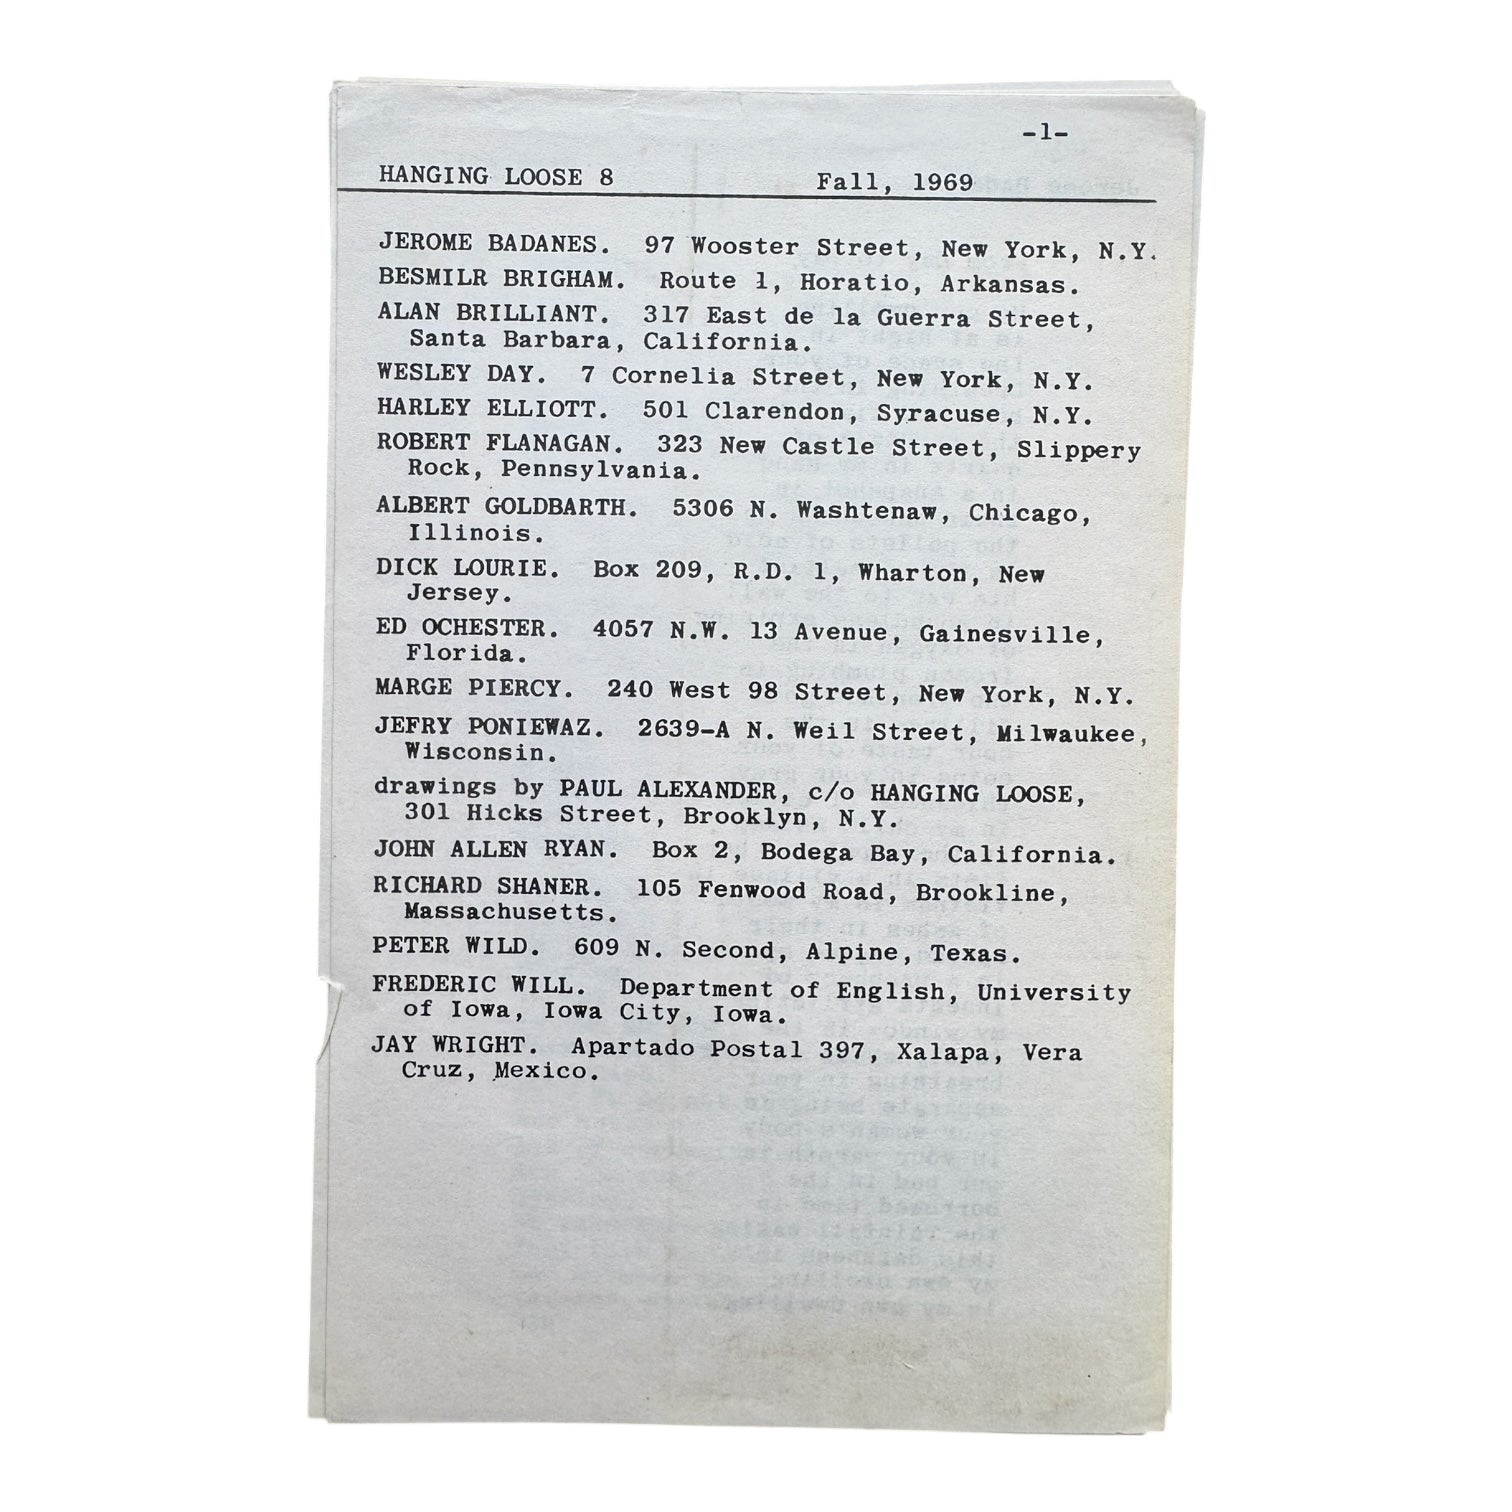 -1-
HANGING LOOSE 8 Fall, 1969
JEROME BADANES. 97 Wooster Street, New York, N.Y.
BESMILR BRIGHAM. Route 1, Horatio, Arkansas.
ALAN BRILLIANT. 317 East de la Guerra Street,
Santa Barbara, California.
WESLEY DAY. 7 Cornelia Street, New York, N.Y.
HARLEY ELLIOTT. 501 Clarendon, Syracuse, N.Y.
ROBERT FLANAGAN. 323 New Castle Street, Slippery
Rock, Pennsylvania.
ALBERT GOLDBARTH. 5306 N. Washtenaw, Chicago,
Illinois.
DICK LOURIE. Box 209, R.D. 1, Wharton, New
Jersey.
ED OCHESTER. 4057 N.W. 13 Avenue, Gainesville,
Florida.
MARGE PIERCY. 240 West 98 Street, New York, N.Y.
JEFRY PONIEWAZ. 2639-A N. Weil Street, Milwaukee,
Wisconsin.
drawings by PAUL ALEXANDER, c/o HANGING LOOSE,
301 Hicks Street, Brooklyn, N.Y.
JOHN ALLEN RYAN. Box 2, Bodega Bay, California.
RICHARD SHANER. 105 Fenwood Road, Brookline,
Massachusetts.
PETER WILD. 609 N. Second, Alpine, Texas.
FREDERIC WILL. Department of English, University
of Iowa, Iowa City, Iowa.
JAY WRIGHT. Apartado Postal 397, Xalapa, Vera
Cruz, Mexico.